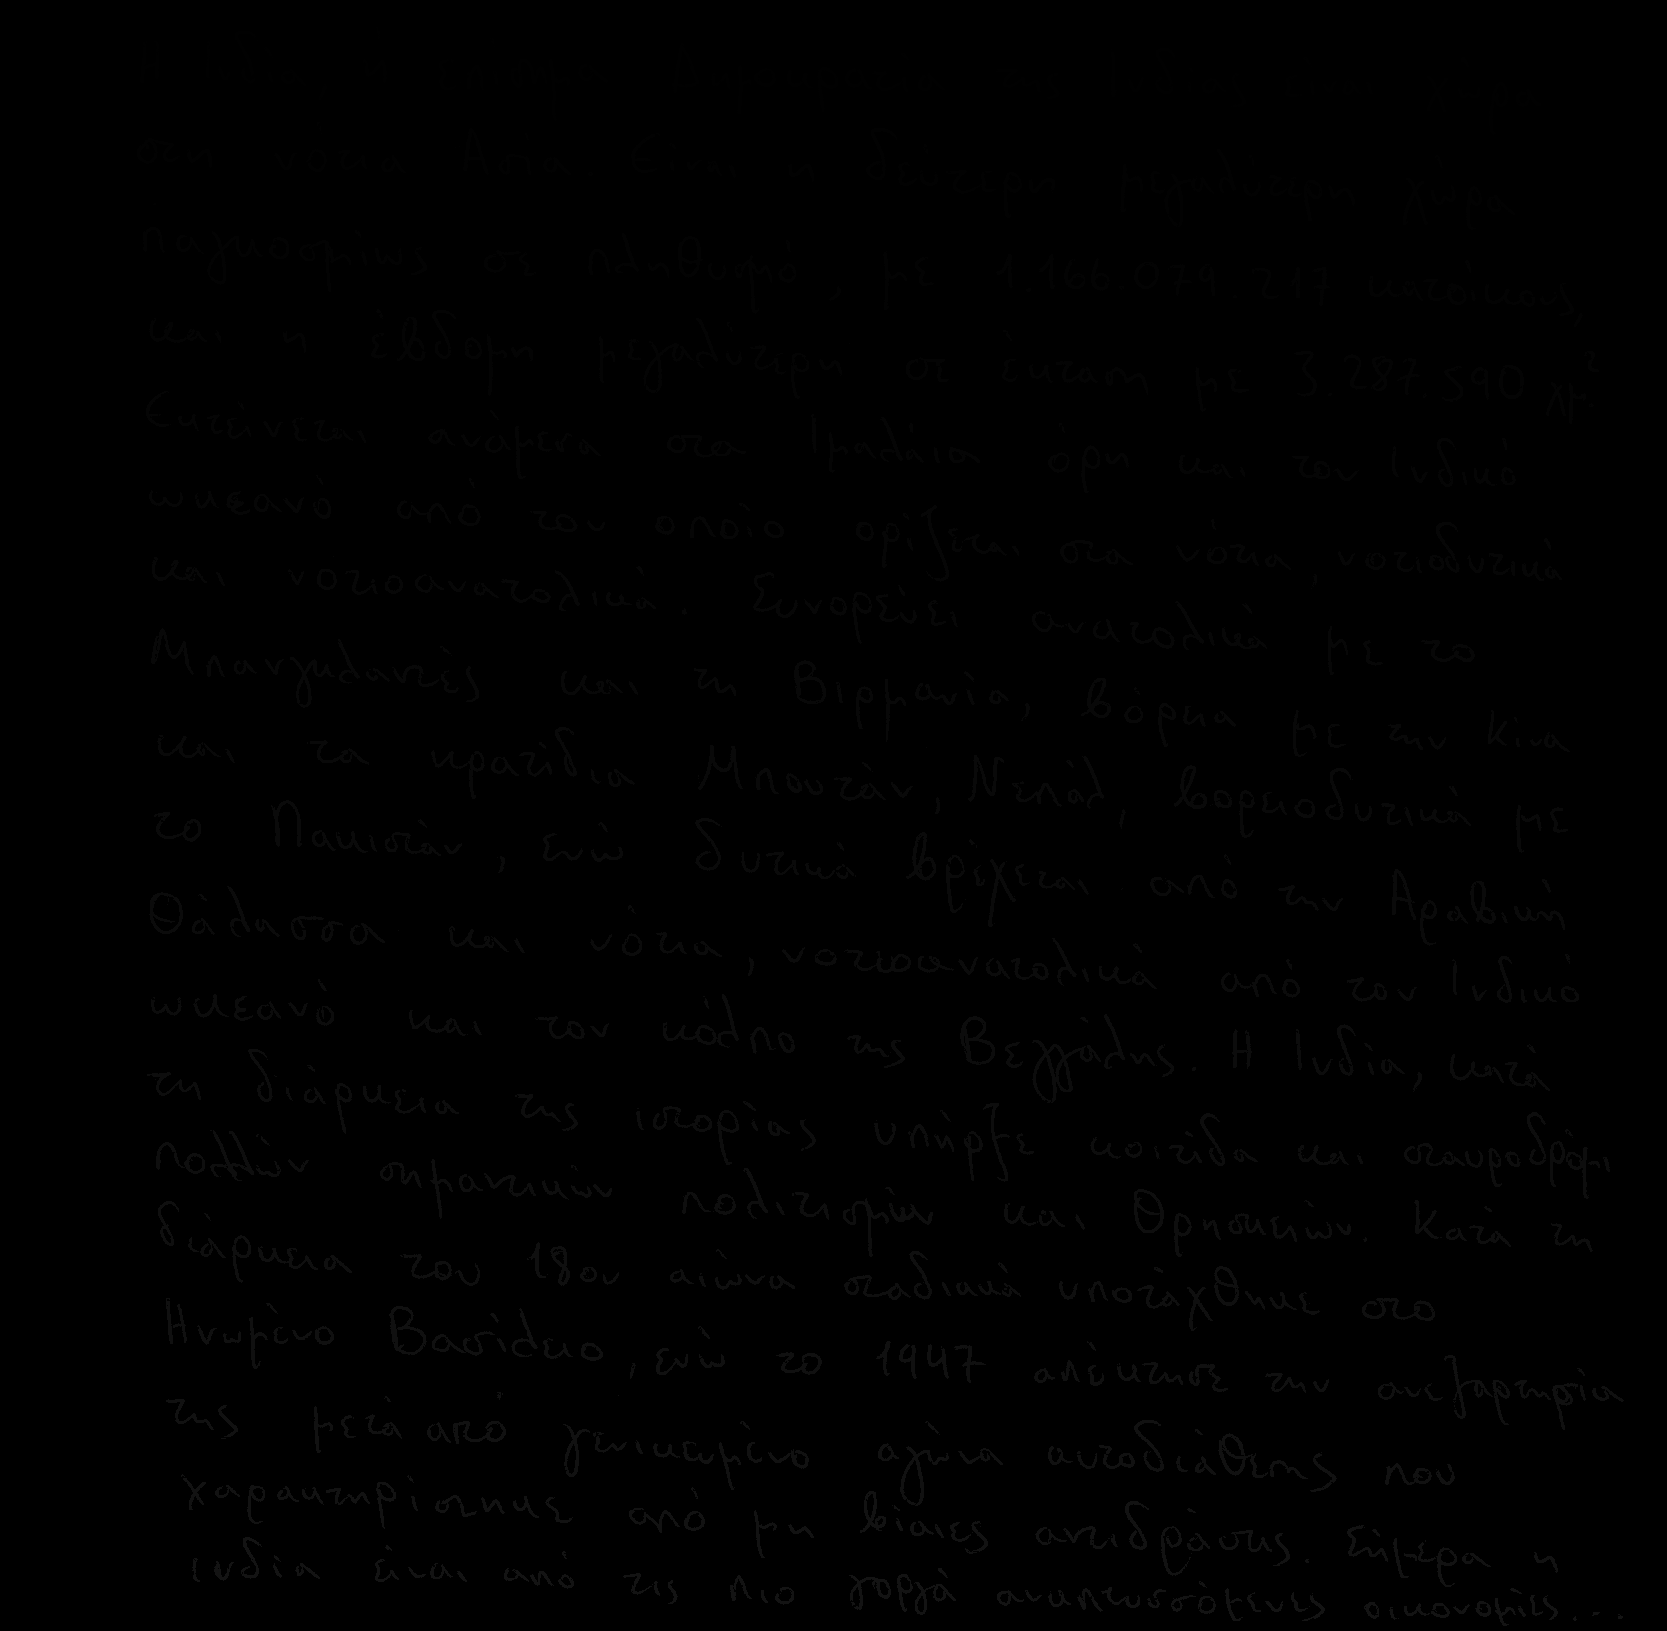 στη νοτιο Ασια. Είναι η δεύτερη μεγαλύτερη χώρα
παγκοσμίως σε πληθυσμό, με 1.166.079.217 κατοίκους,
και η έβδομη μεγαλύτερη σε έκταση με 3.287.590 χμ²
Εκτείνεται ανάμεσα στα Ιμαλάια όρη και τον Ινδικό
ωκεανό από τον οποίο ορίζεται στα νότια, νοτιοδυτικά
και νοτιοανατολικά. Συνορεύει ανατολικά με το
Μπανγκλαντές και τη Βιρμανία, βόρεια με την Κίνα
και τα κρατίδια Μπουτάν, Νεπάλ, βορειοδυτικά με
το Πακιστάν, ενώ δυτικά βρέχεται από την Αραβική
Θάλασσα και νότια, νοτιοανατολικά από τον Ινδικό
ωκεανό και τον κόλπο της Βεγγάλης. Η Ινδία, κατά
τη διάρκεια της ιστορίας υπήρξε κοιτίδα και σταυροδρόμι
πολλών σημαντικών πολιτισμών και θρησκειών. Κατά τη
διάρκεια του 18ου αιώνα σταδιακά υποτάχθηκε στο
Ηνωμένο Βασίλειο, ενώ το 1947 απέκτησε την ανεξαρτησία
της μετά από γενικευμένο αγώνα αυτοδιάθεσης που
χαρακτηρίστηκε από μη βίαιες αντιδράσεις. Σήμερα η
ινδία είναι από τις πιο γοργά αναπτυσσόμενες οικονομίες...